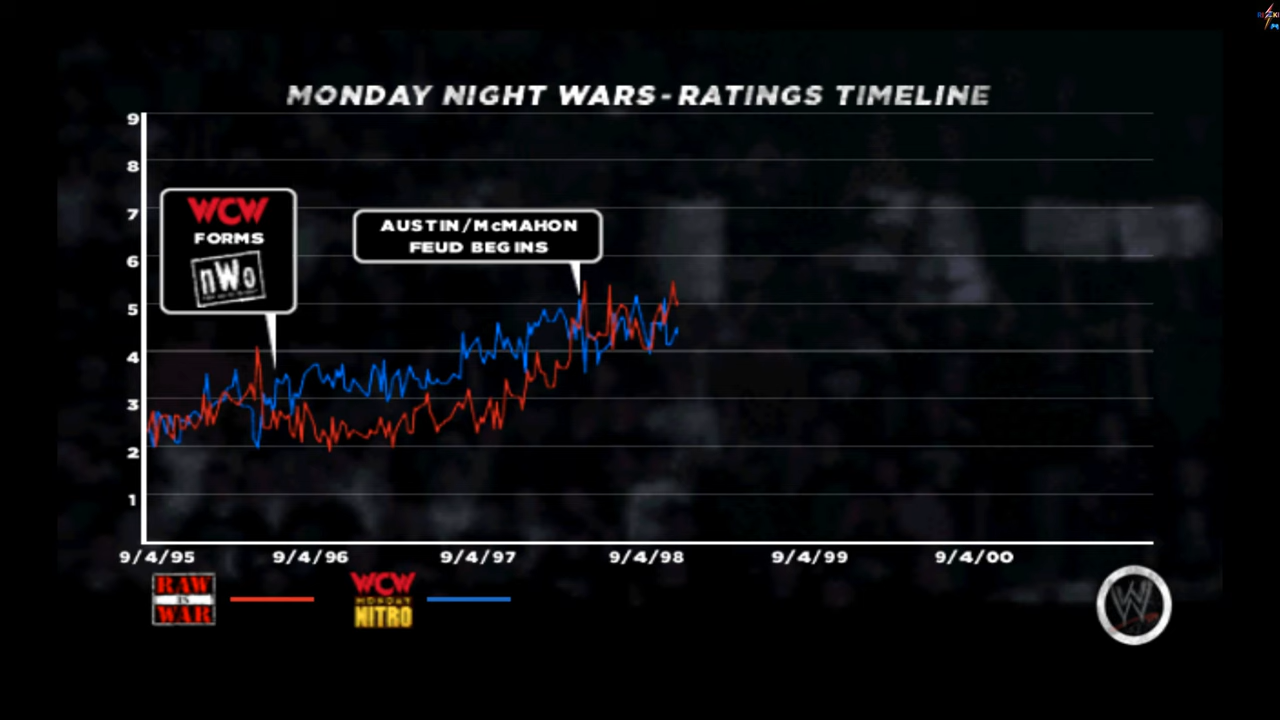 MONDAY NIGHT WARS - RATINGS TIMELINE
9
8
7
6
5
4
3
2
1
WCW
FORMS
nWo
AUSTIN/McMAHON
FEUD BEGINS
9/4/95
9/4/96
9/4/97
9/4/98
9/4/99
9/4/00
RAW
IS
WAR
WCW
MONDAY
NITRO
W